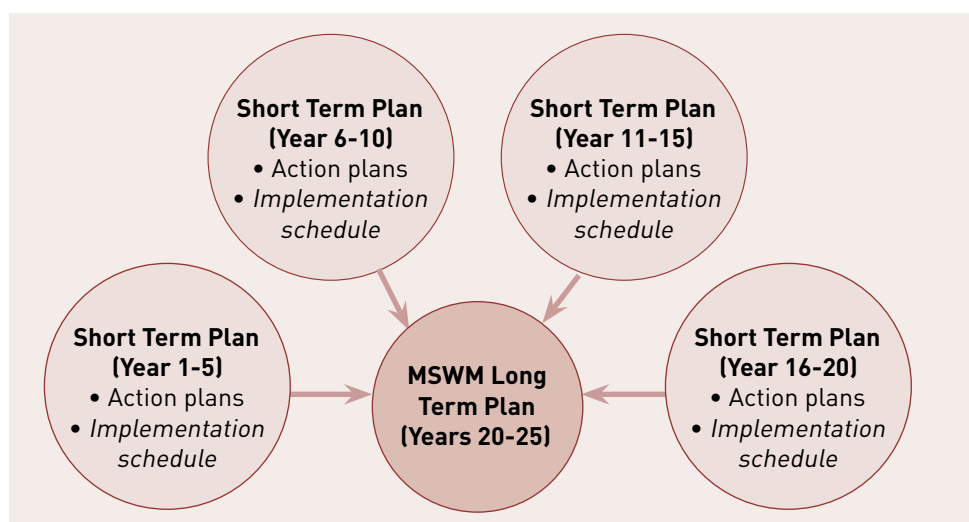 Short Term Plan
(Year 6-10)
• Action plans
• Implementation
schedule
Short Term Plan
(Year 11-15)
• Action plans
• Implementation
schedule
Short Term Plan
(Year 1-5)
• Action plans
• Implementation
schedule
MSWM Long
Term Plan
(Years 20-25)
Short Term Plan
(Year 16-20)
• Action plans
• Implementation
schedule